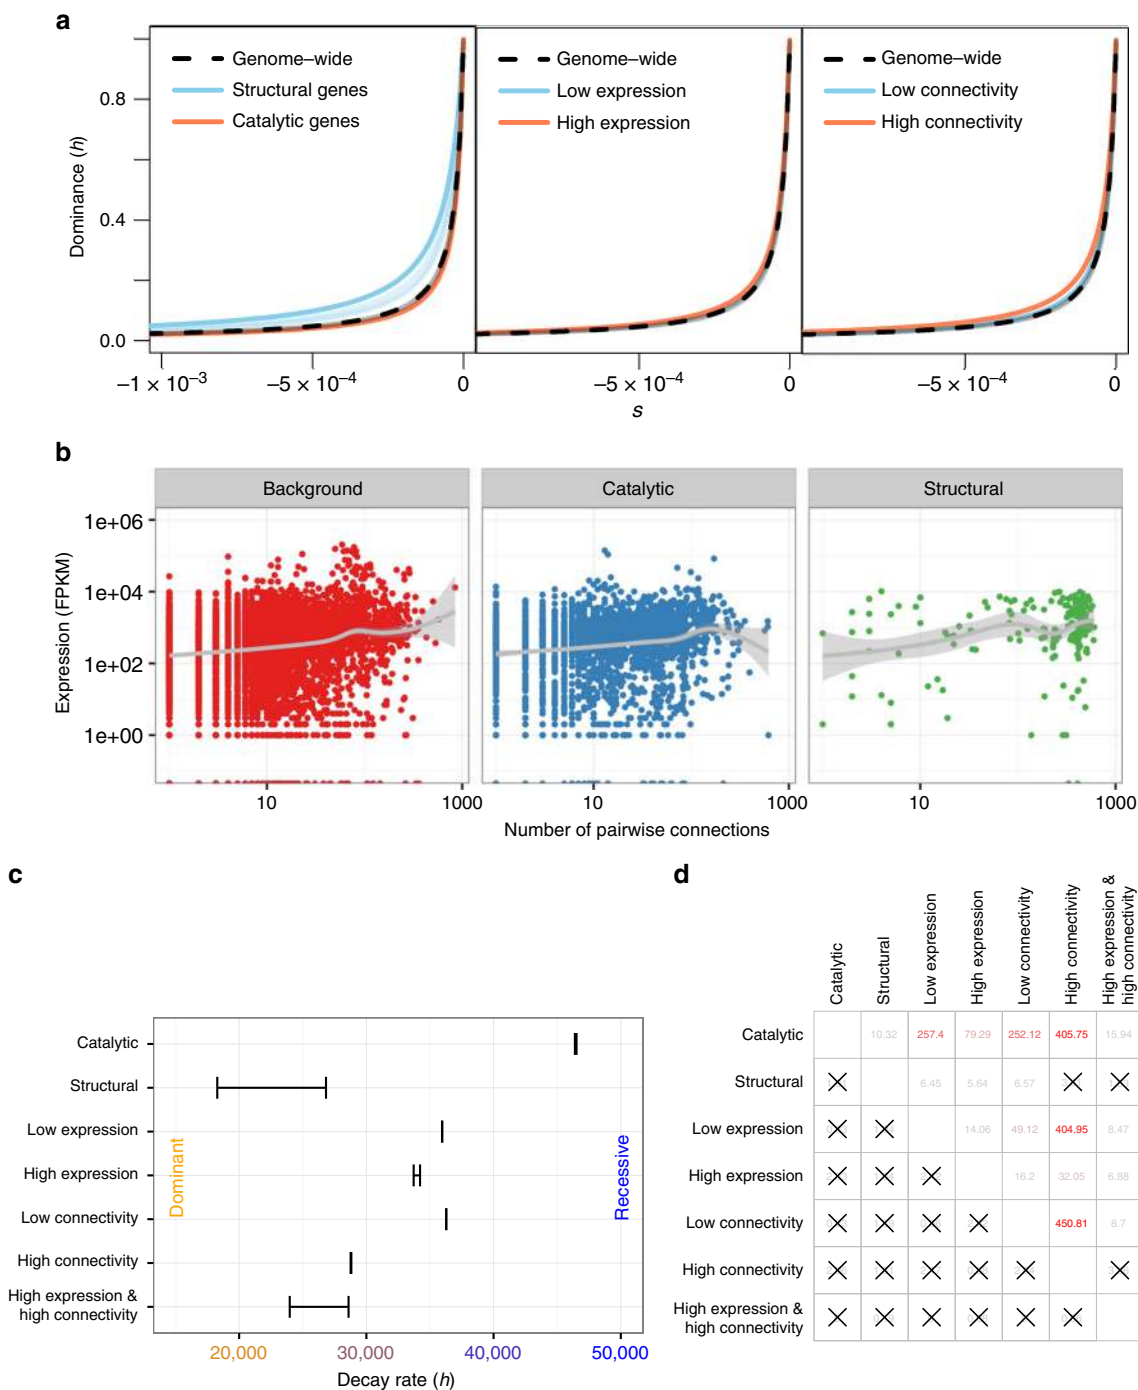 a
Genome–wide
Structural genes
Catalytic genes
Genome–wide
Low expression
High expression
Genome–wide
Low connectivity
High connectivity
Dominance (h)
0.8
0.4
0.0
–1 × 10–3
–5 × 10–4
0
–5 × 10–4
0
–5 × 10–4
0
s
b
Background
Catalytic
Structural
Expression (FPKM)
1e+06
1e+04
1e+02
1e+00
10
1000
10
1000
10
1000
Number of pairwise connections
c
Catalytic
Structural
Low expression
High expression
Low connectivity
High connectivity
High expression &
high connectivity
Dominant
Recessive
20,000
30,000
40,000
50,000
Decay rate (h)
d
Catalytic
Structural
Low expression
High expression
Low connectivity
High connectivity
High expression &
high connectivity
Catalytic
10.32
257.4
79.29
252.12
405.75
15.94
Structural
6.45
5.64
6.57
Low expression
14.06
49.12
404.95
8.47
High expression
16.2
32.05
6.88
Low connectivity
450.81
8.7
High connectivity
High expression &
high connectivity